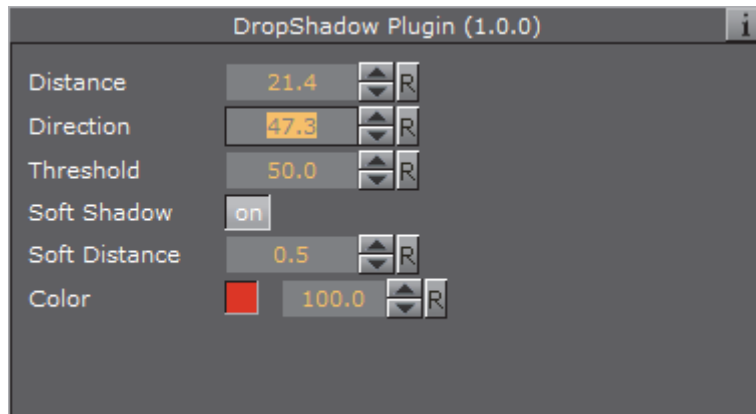 DropShadow Plugin (1.0.0) i
Distance 21.4 R
Direction 47.3 R
Threshold 50.0 R
Soft Shadow on
Soft Distance 0.5 R
Color 100.0 R